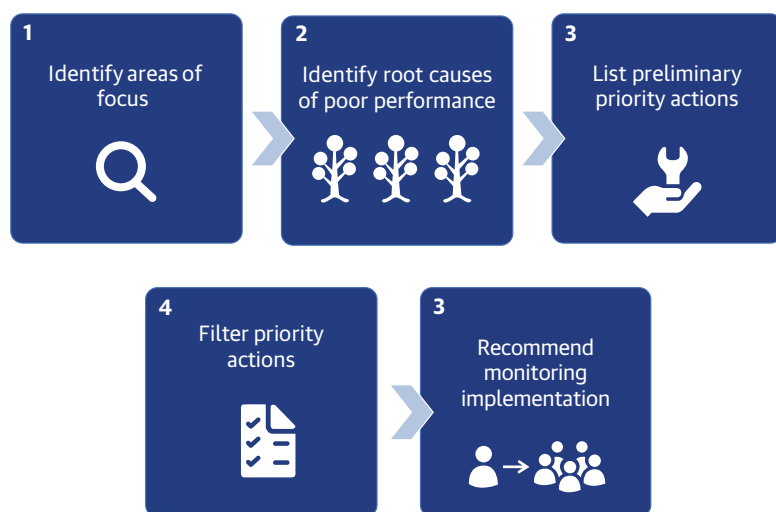 1
Identify areas of
focus
2
Identify root causes
of poor performance
3
List preliminary
priority actions
4
Filter priority
actions
3
Recommend
monitoring
implementation